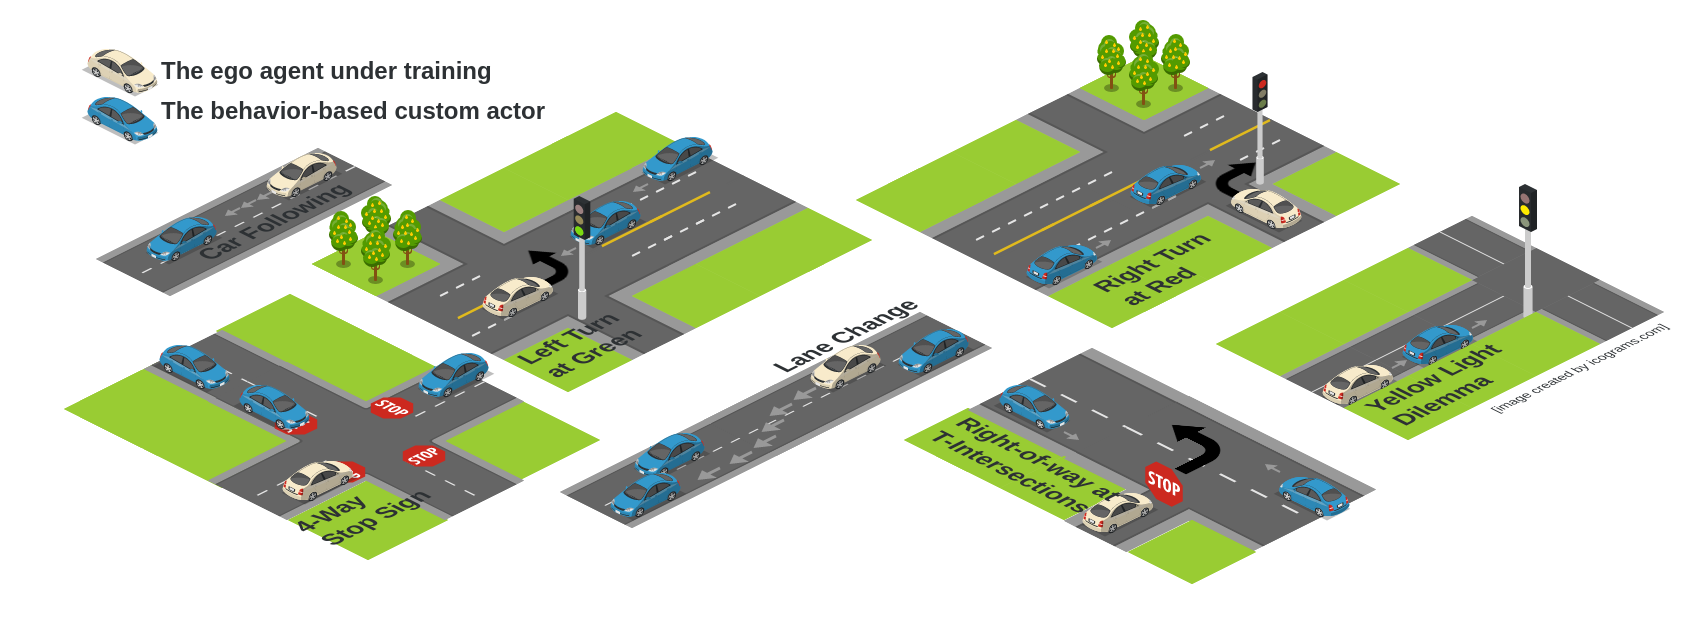 The ego agent under training
The behavior-based custom actor
Car Following
Left Turn
at Green
Right Turn
at Red
Yellow Light
Dilemma
[image created by icograms.com]
Lane Change
STOP
STOP
4-Way
Stop Sign
Right-of-way at
T-Intersections
STOP